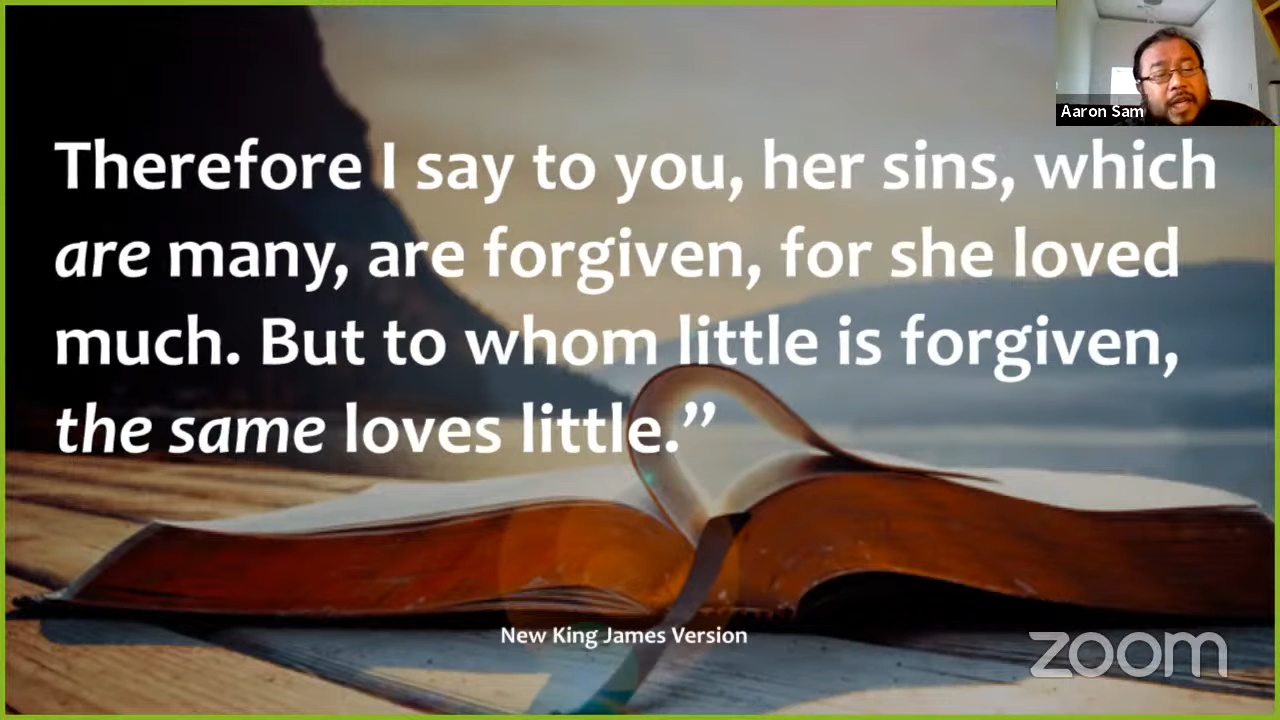 Aaron Sam
Therefore I say to you, her sins, which
are many, are forgiven, for she loved
much. But to whom little is forgiven,
the same loves little.”
New King James Version
zoom